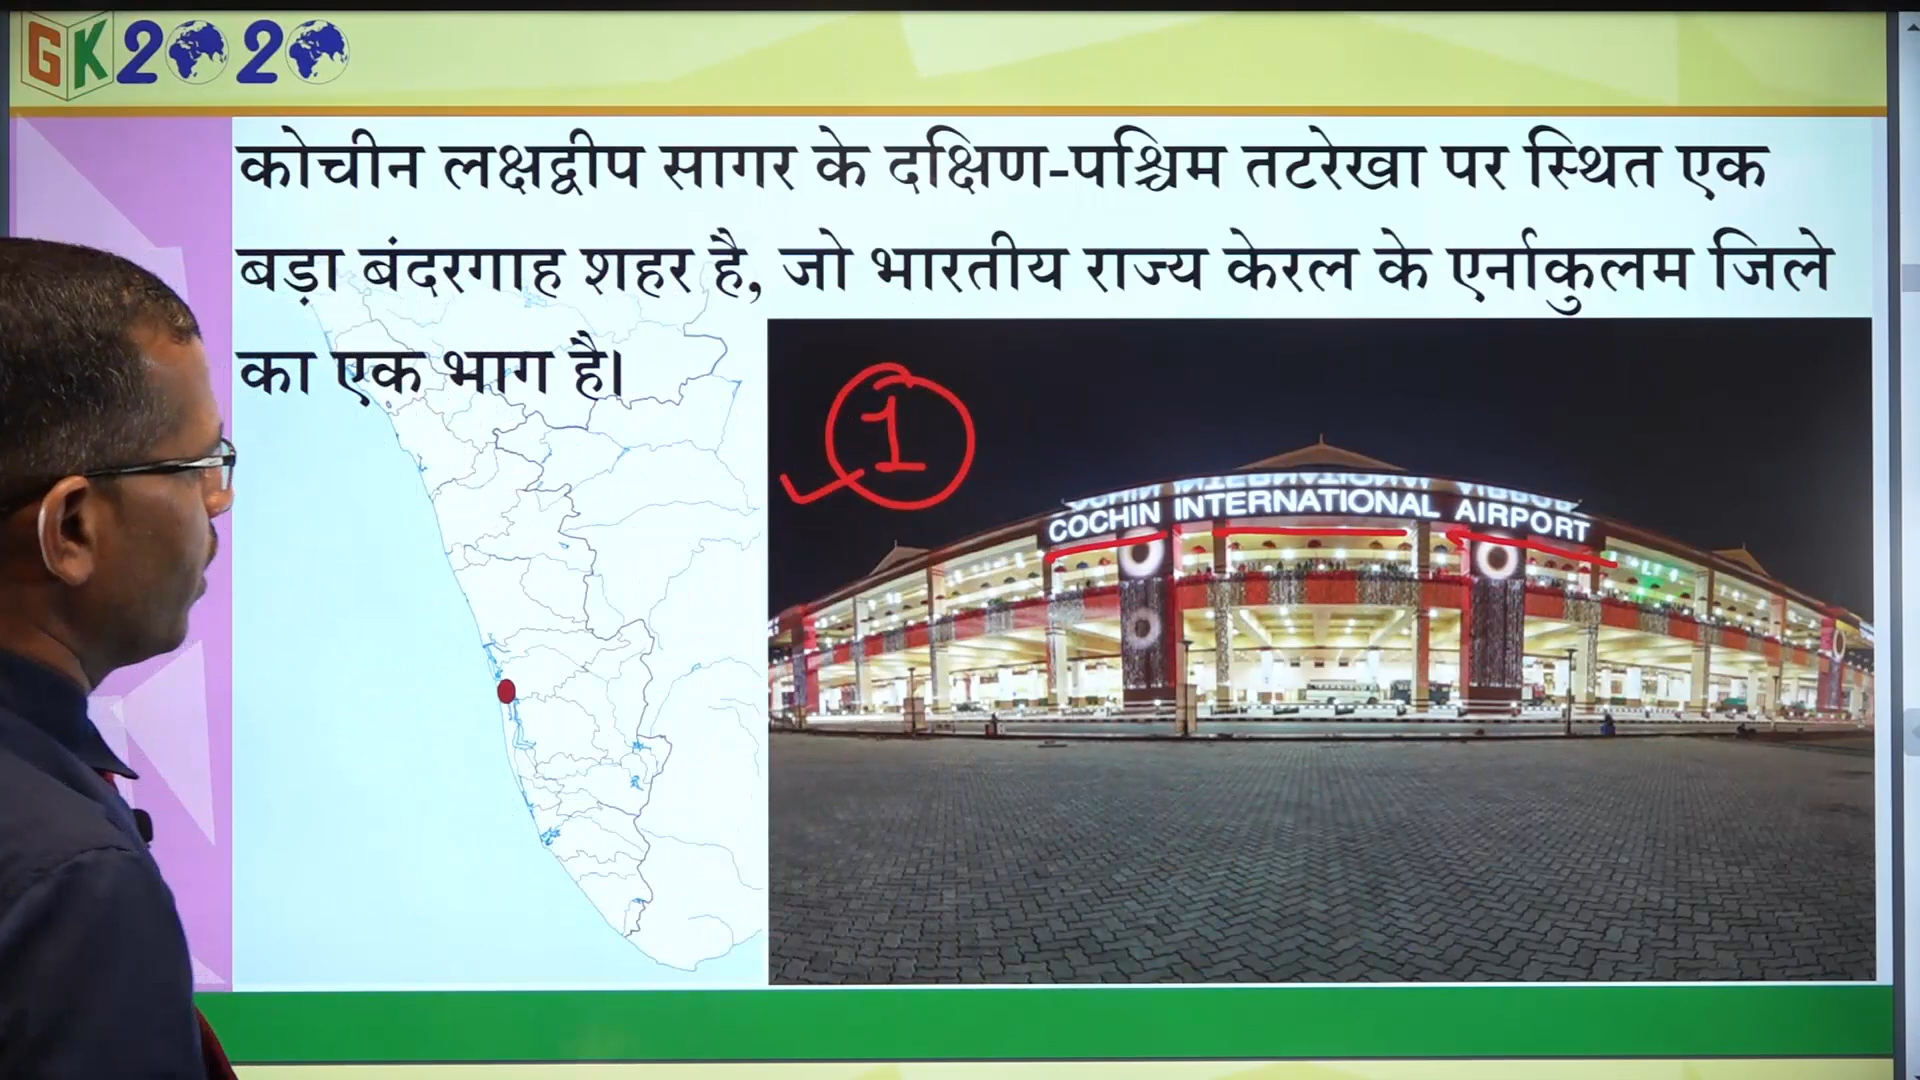 GK2020
कोचीन लक्षद्वीप सागर के दक्षिण-पश्चिम तटरेखा पर स्थित एक
बड़ा बंदरगाह शहर है, जो भारतीय राज्य केरल के एर्नाकुलम जिले
का एक भाग है।
1
COCHIN INTERNATIONAL AIRPORT